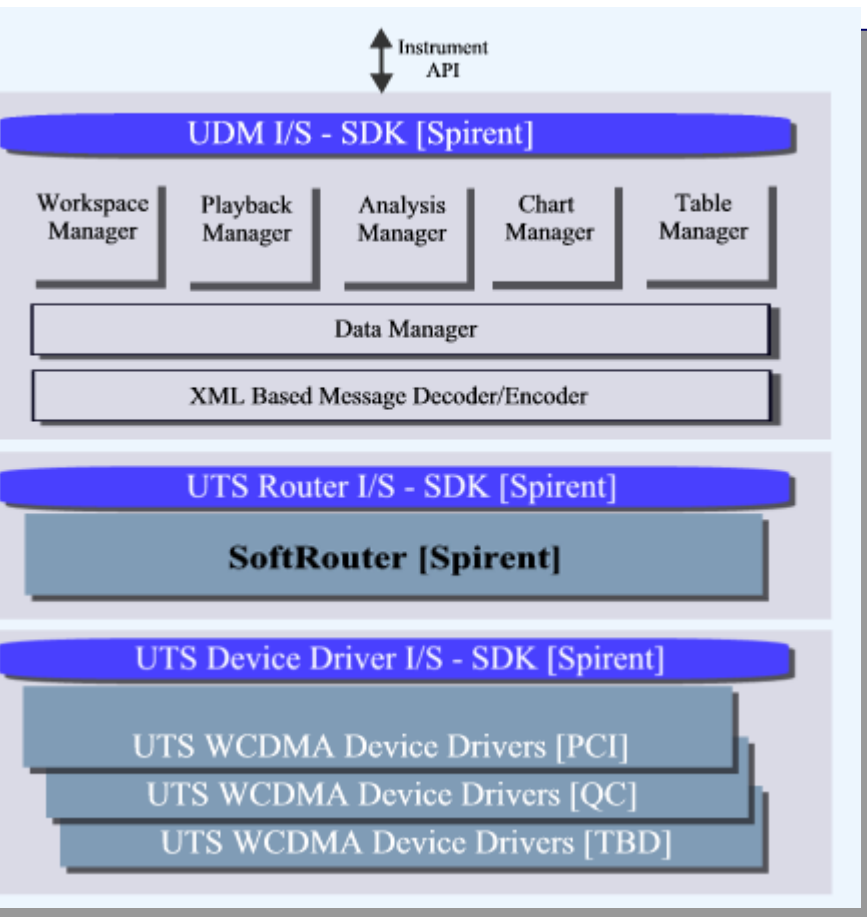 Instrument
API
UDM I/S - SDK [Spirent]
Workspace
Manager
Playback
Manager
Analysis
Manager
Chart
Manager
Table
Manager
Data Manager
XML Based Message Decoder/Encoder
UTS Router I/S - SDK [Spirent]
SoftRouter [Spirent]
UTS Device Driver I/S - SDK [Spirent]
UTS WCDMA Device Drivers [PCI]
UTS WCDMA Device Drivers [QC]
UTS WCDMA Device Drivers [TBD]